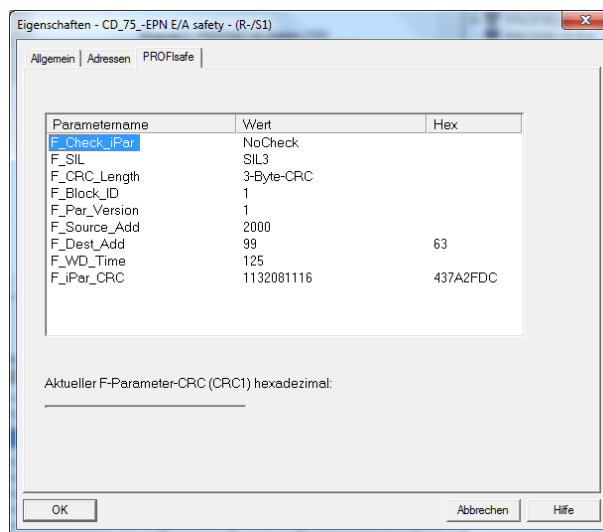 Eigenschaften - CD_75_-EPN E/A safety - (R-/S1)
Allgemein Adressen PROFIsafe
Parametername Wert Hex
F_Check_iPar NoCheck
F_SIL SIL3
F_CRC_Length 3-Byte-CRC
F_Block_ID 1
F_Par_Version 1
F_Source_Add 2000
F_Dest_Add 99 63
F_WD_Time 125
F_iPar_CRC 1132081116 437A2FDC
Aktueller F-Parameter-CRC (CRC1) hexadezimal:
OK Abbrechen Hilfe